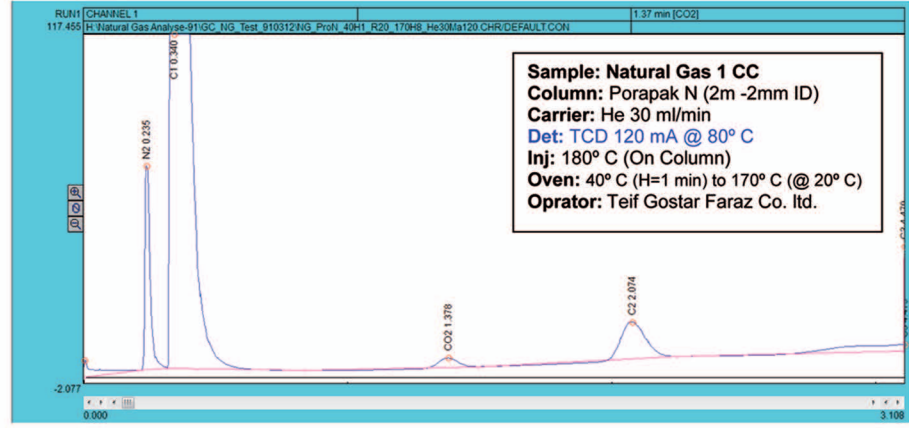 RUN1 CHANNEL 1 1.37 min [CO2]
117.455 H:\Natural Gas Analyse-91\GC_NG_Test_910312\NG_ProN_40H1_R20_170H8_He30Ma120.CHR/DEFAULT.CON
N2 0.235
C1 0.340
CO2 1.378
C2 2.074
C3 4.479
Sample: Natural Gas 1 CC
Column: Porapak N (2m -2mm ID)
Carrier: He 30 ml/min
Det: TCD 120 mA @ 80º C
Inj: 180º C (On Column)
Oven: 40º C (H=1 min) to 170º C (@ 20º C)
Oprator: Teif Gostar Faraz Co. ltd.
-2.077
0.000 3.108